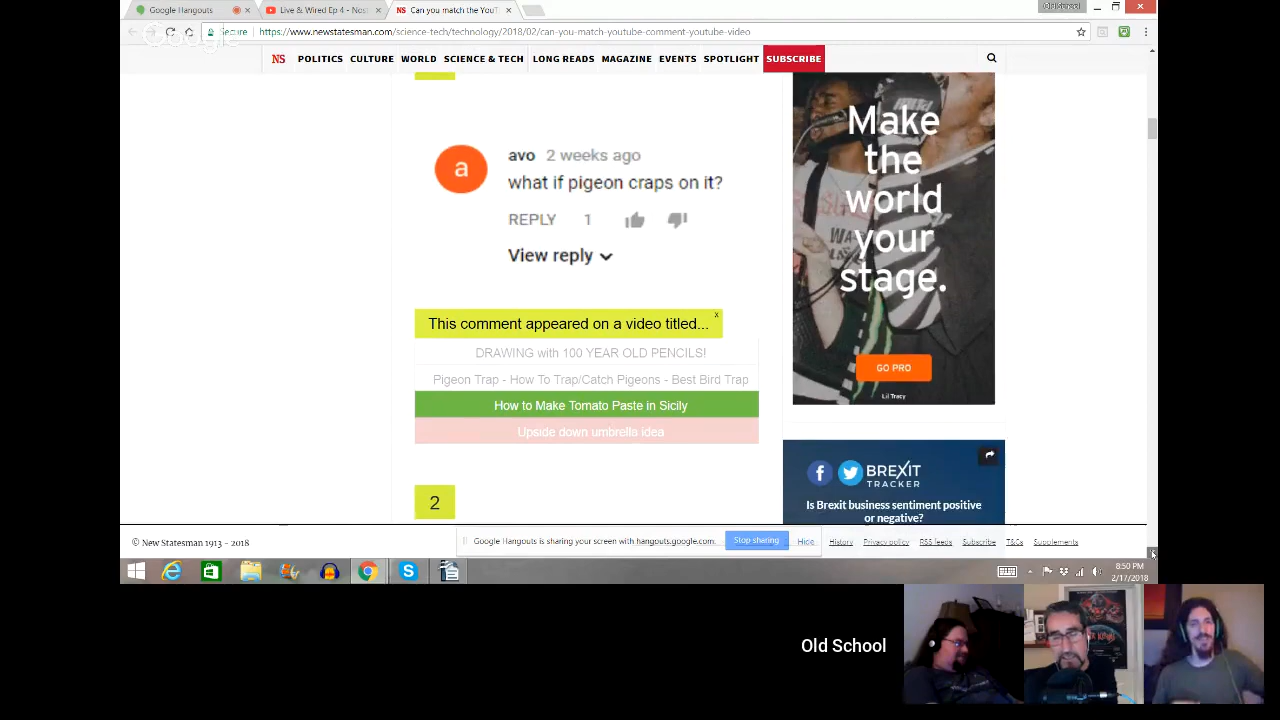 Google Hangouts
Live & Wired Ep 4 - Nos
Can you match the YouT
Old School
Google
Secure
https://www.newstatesman.com/science-tech/technology/2018/02/can-you-match-youtube-comment-youtube-video
NS POLITICS CULTURE WORLD SCIENCE & TECH LONG READS MAGAZINE EVENTS SPOTLIGHT SUBSCRIBE
a
avo 2 weeks ago
what if pigeon craps on it?
REPLY 1
View reply
This comment appeared on a video titled...
x
DRAWING with 100 YEAR OLD PENCILS!
Pigeon Trap - How To Trap/Catch Pigeons - Best Bird Trap
How to Make Tomato Paste in Sicily
Upside down umbrella idea
2
Make
the
world
your
stage.
GO PRO
Lil Tracy
BREXIT
TRACKER
Is Brexit business sentiment positive
or negative?
© New Statesman 1913 - 2018
Google Hangouts is sharing your screen with hangouts.google.com.
Stop sharing
Hide
History Privacy policy RSS feeds Subscribe T&Cs Supplements
8:50 PM
2/17/2018
Old School